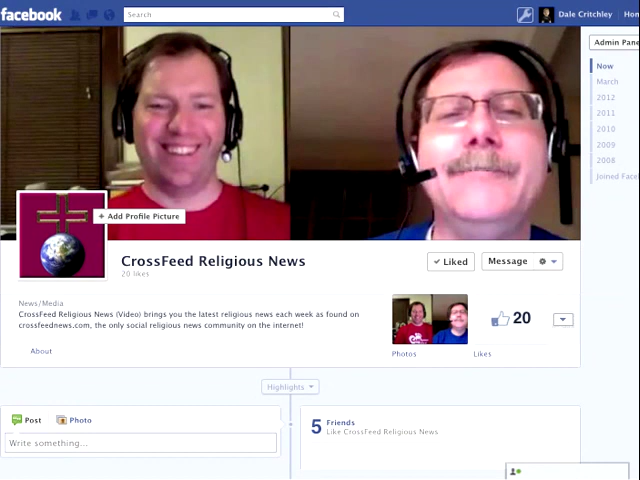 facebook
Search
Dale Critchley
Admin Pane
Now
March
2012
2011
2010
2009
2008
Joined Face
+ Add Profile Picture
CrossFeed Religious News
20 likes
Liked
Message
News/Media
CrossFeed Religious News (Video) brings you the latest religious news each week as found on
crossfeednews.com, the only social religious news community on the internet!
20
About
Photos
Likes
Highlights
Post
Photo
Write something...
5
Friends
Like CrossFeed Religious News